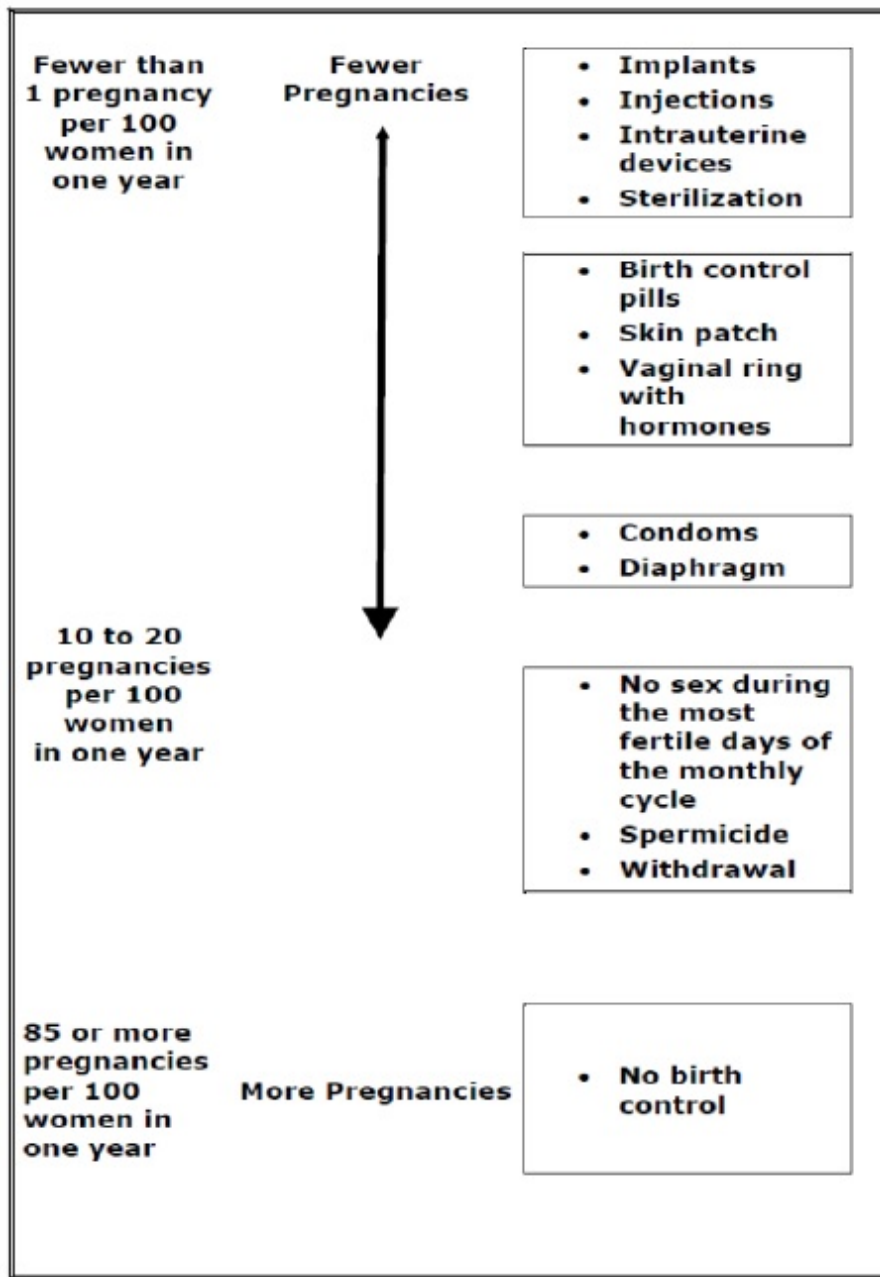 Fewer than
1 pregnancy
per 100
women in
one year
Fewer
Pregnancies
• Implants
• Injections
• Intrauterine
devices
• Sterilization
• Birth control
pills
• Skin patch
• Vaginal ring
with
hormones
• Condoms
• Diaphragm
10 to 20
pregnancies
per 100
women
in one year
• No sex during
the most
fertile days of
the monthly
cycle
• Spermicide
• Withdrawal
85 or more
pregnancies
per 100
women in
one year
More Pregnancies
• No birth
control